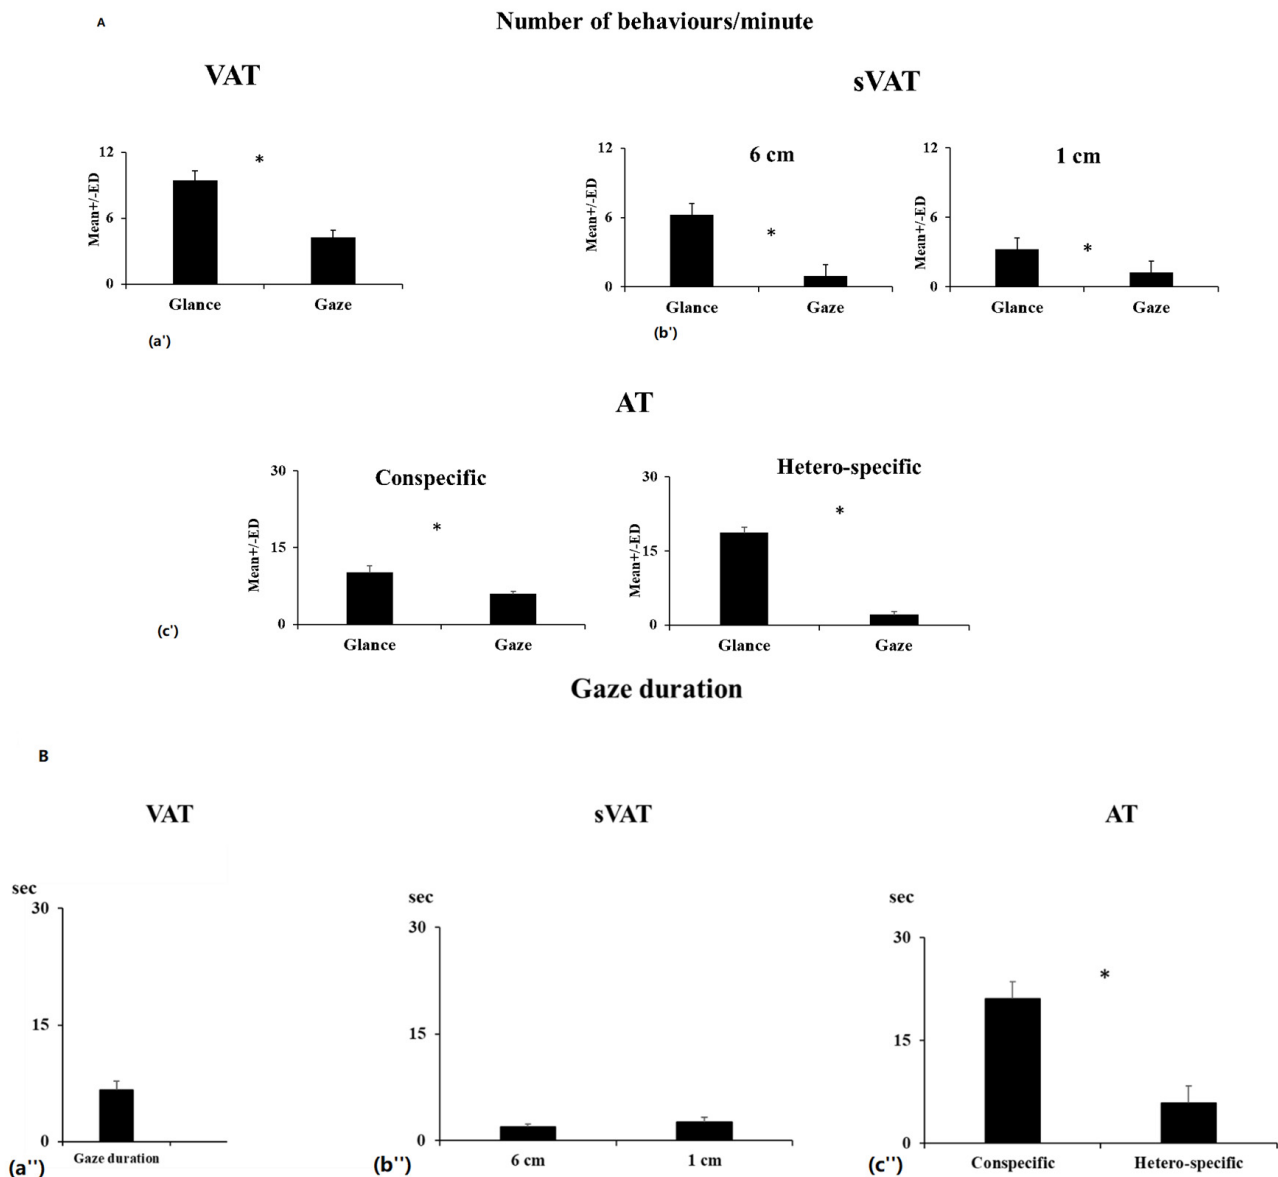 A
Number of behaviours/minute
VAT
sVAT
12
6
0
Mean+/-ED
*
Glance
Gaze
(a')
12
6
0
Mean+/-ED
6 cm
*
Glance
Gaze
(b')
12
6
0
Mean+/-ED
1 cm
*
Glance
Gaze
AT
30
15
0
Mean+/-ED
Conspecific
*
Glance
Gaze
(c')
30
15
0
Mean+/-ED
Hetero-specific
*
Glance
Gaze
Gaze duration
B
VAT
sVAT
AT
sec
30
15
0
Gaze duration
(a'')
sec
30
15
0
6 cm
1 cm
(b'')
sec
30
15
0
*
Conspecific
Hetero-specific
(c'')